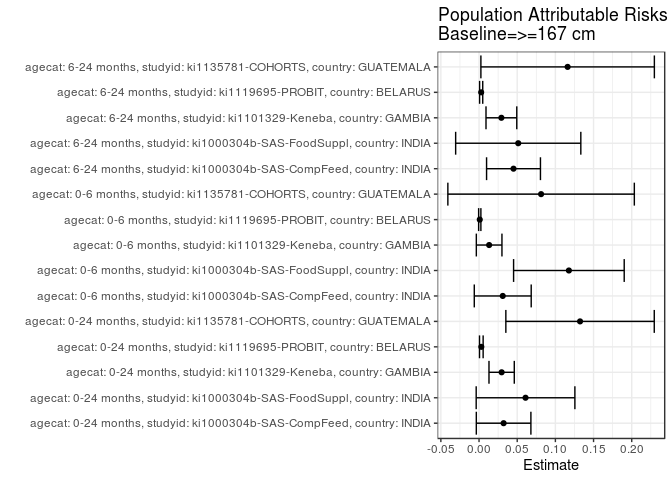 Population Attributable Risks
Baseline=>=167 cm
agecat: 6-24 months, studyid: ki1135781-COHORTS, country: GUATEMALA
agecat: 6-24 months, studyid: ki1119695-PROBIT, country: BELARUS
agecat: 6-24 months, studyid: ki1101329-Keneba, country: GAMBIA
agecat: 6-24 months, studyid: ki1000304b-SAS-FoodSuppl, country: INDIA
agecat: 6-24 months, studyid: ki1000304b-SAS-CompFeed, country: INDIA
agecat: 0-6 months, studyid: ki1135781-COHORTS, country: GUATEMALA
agecat: 0-6 months, studyid: ki1119695-PROBIT, country: BELARUS
agecat: 0-6 months, studyid: ki1101329-Keneba, country: GAMBIA
agecat: 0-6 months, studyid: ki1000304b-SAS-FoodSuppl, country: INDIA
agecat: 0-6 months, studyid: ki1000304b-SAS-CompFeed, country: INDIA
agecat: 0-24 months, studyid: ki1135781-COHORTS, country: GUATEMALA
agecat: 0-24 months, studyid: ki1119695-PROBIT, country: BELARUS
agecat: 0-24 months, studyid: ki1101329-Keneba, country: GAMBIA
agecat: 0-24 months, studyid: ki1000304b-SAS-FoodSuppl, country: INDIA
agecat: 0-24 months, studyid: ki1000304b-SAS-CompFeed, country: INDIA
-0.05 0.00 0.05 0.10 0.15 0.20
Estimate